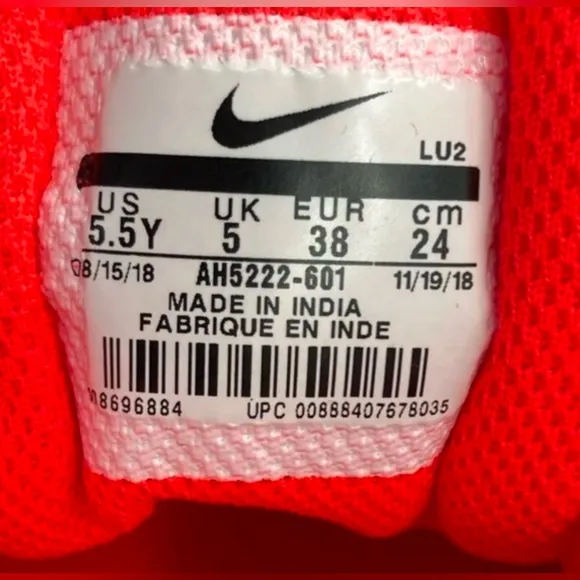 LU2
US UK EUR cm
5.5Y 5 38 24
08/15/18 AH5222-601 11/19/18
MADE IN INDIA
FABRIQUE EN INDE
18696884 UPC 00888407678035